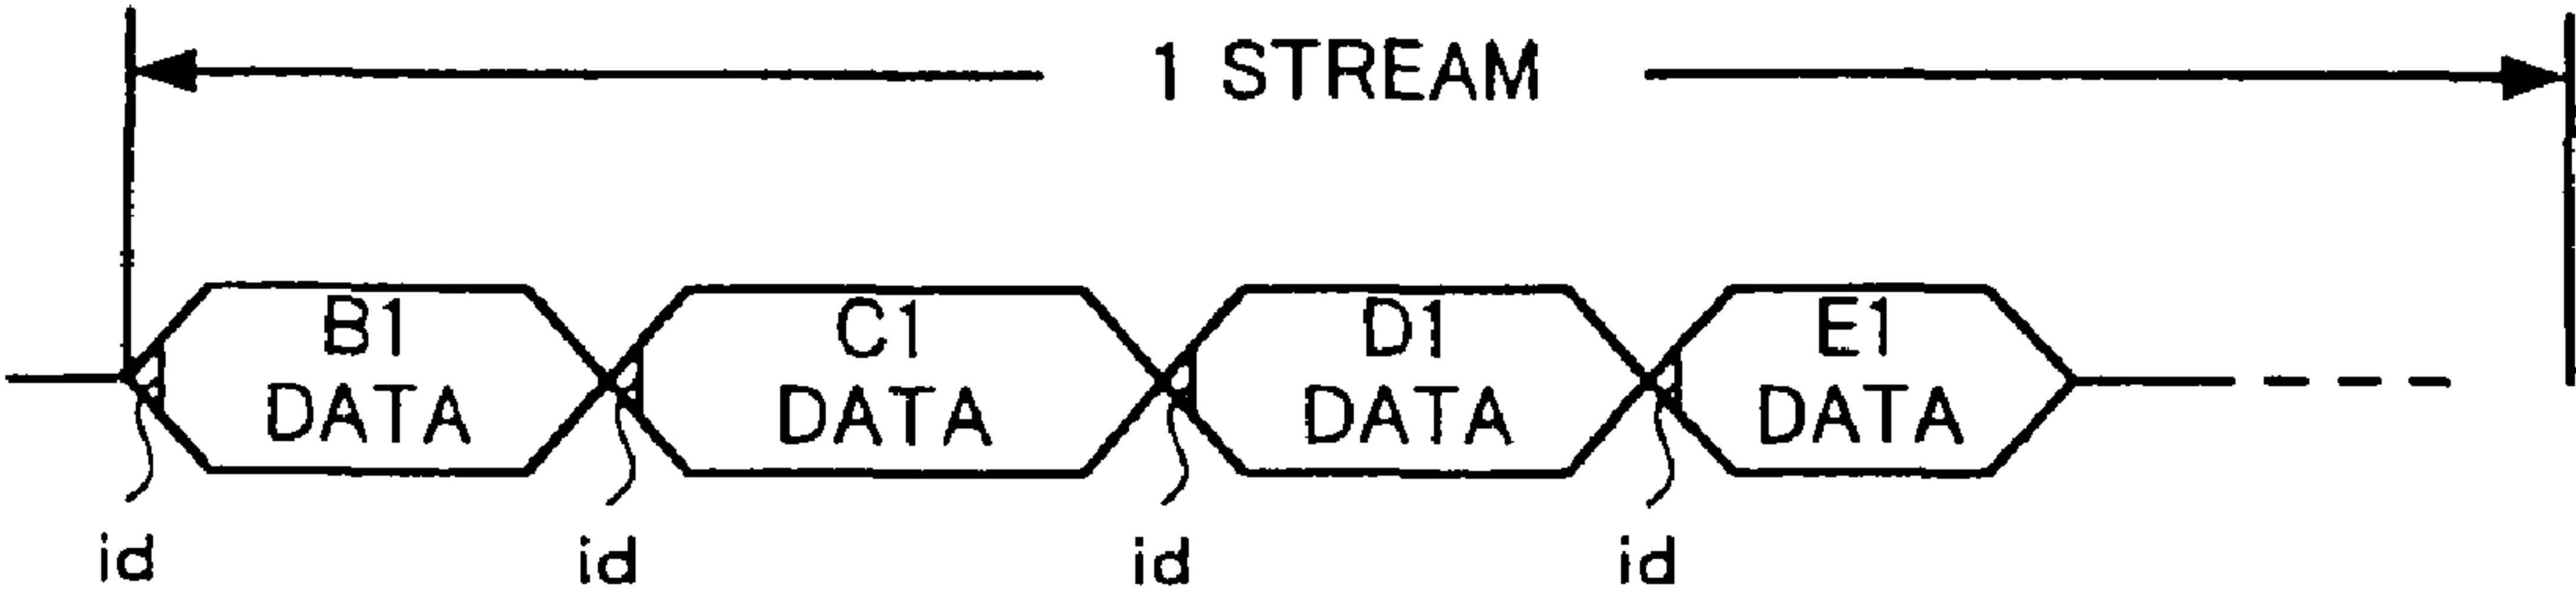 1 STREAM
B1 DATA
C1 DATA
D1 DATA
E1 DATA
id
id
id
id